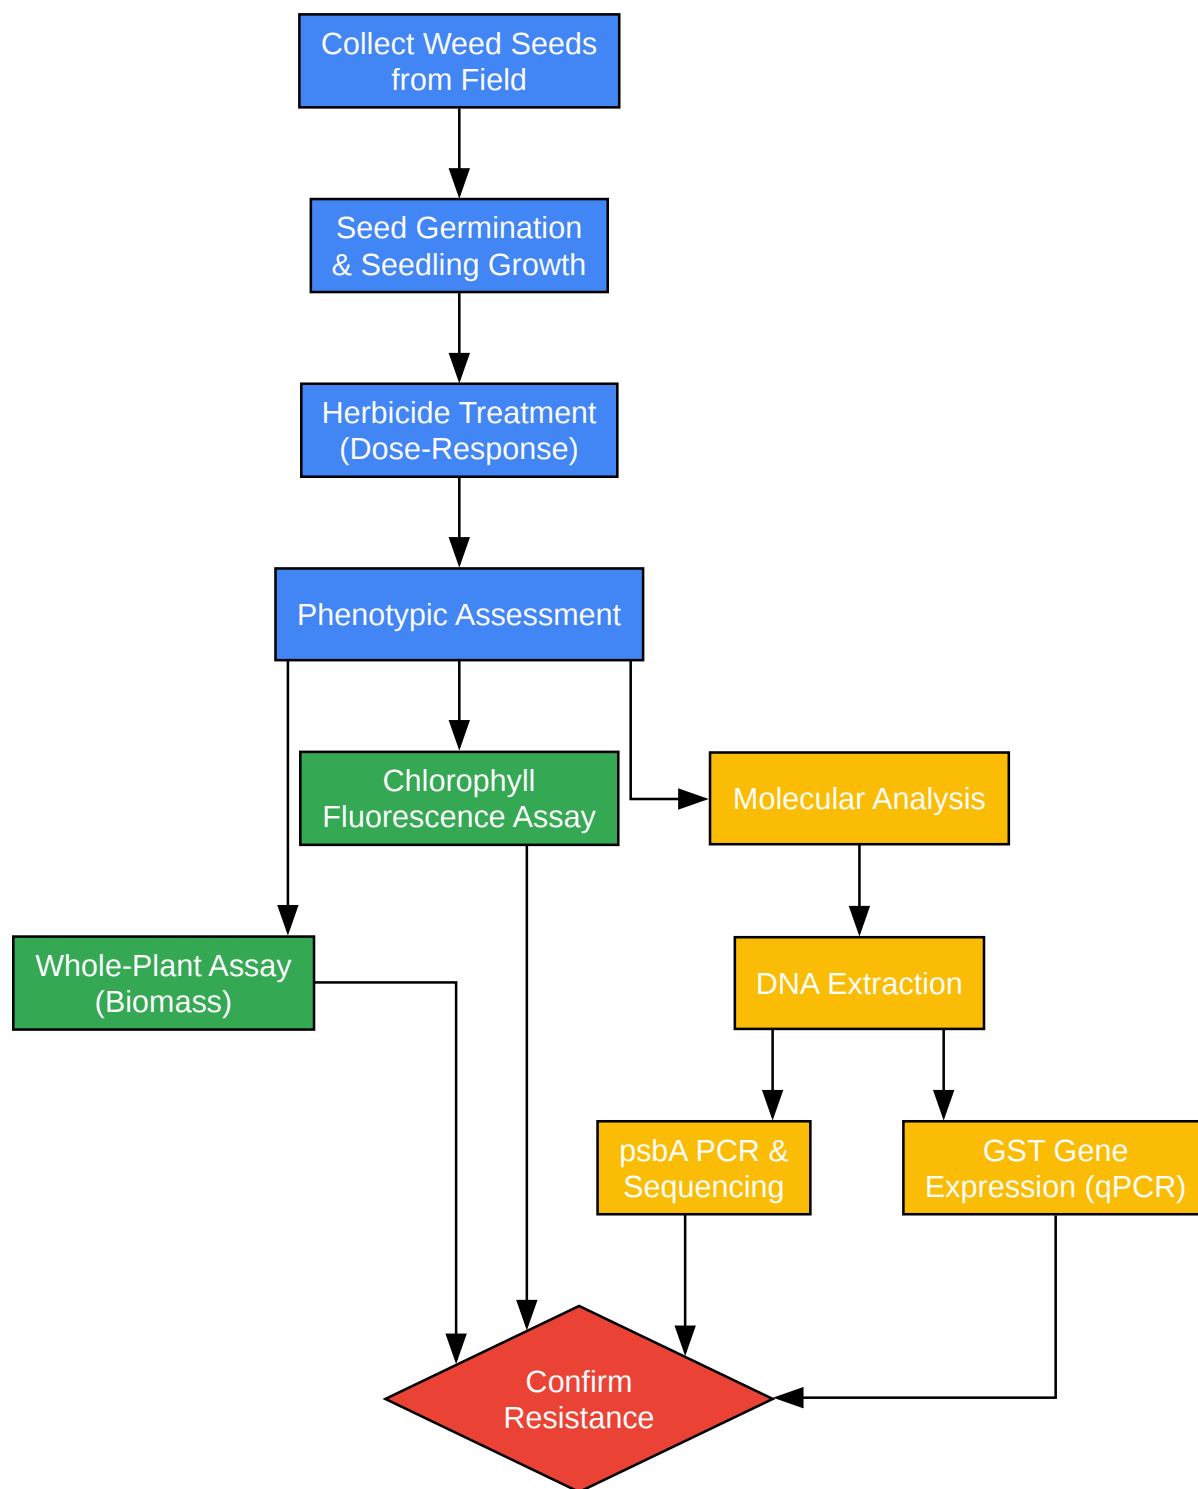 Collect Weed Seeds
from Field
Seed Germination
& Seedling Growth
Herbicide Treatment
(Dose-Response)
Phenotypic Assessment
Chlorophyll
Fluorescence Assay
Molecular Analysis
Whole-Plant Assay
(Biomass)
DNA Extraction
psbA PCR &
Sequencing
GST Gene
Expression (qPCR)
Confirm
Resistance